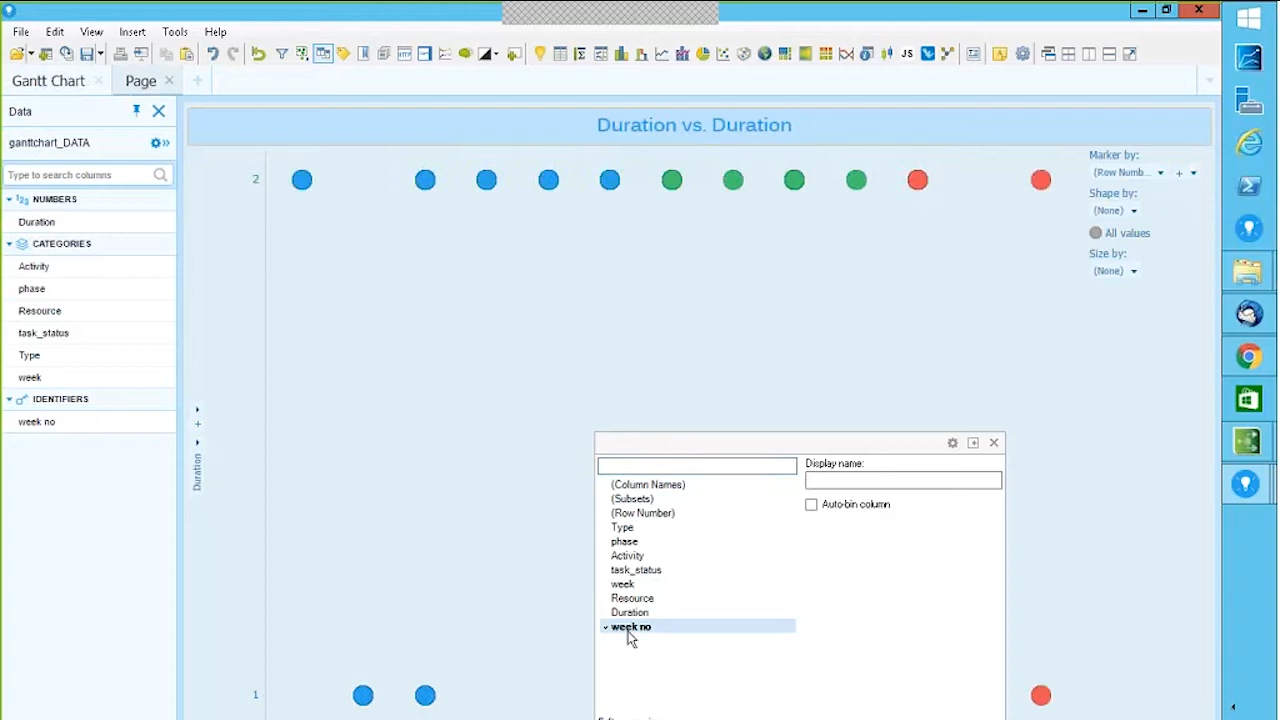 File Edit View Insert Tools Help
JS
Gantt Chart
Page
Data
ganttchart_DATA
Type to search columns
NUMBERS
Duration
CATEGORIES
Activity
phase
Resource
task_status
Type
week
IDENTIFIERS
week no
Duration vs. Duration
2
1
Duration
Marker by:
(Row Numb...
Shape by:
(None)
All values
Size by:
(None)
(Column Names)
(Subsets)
(Row Number)
Type
phase
Activity
task_status
week
Resource
Duration
week no
Display name:
Auto-bin column